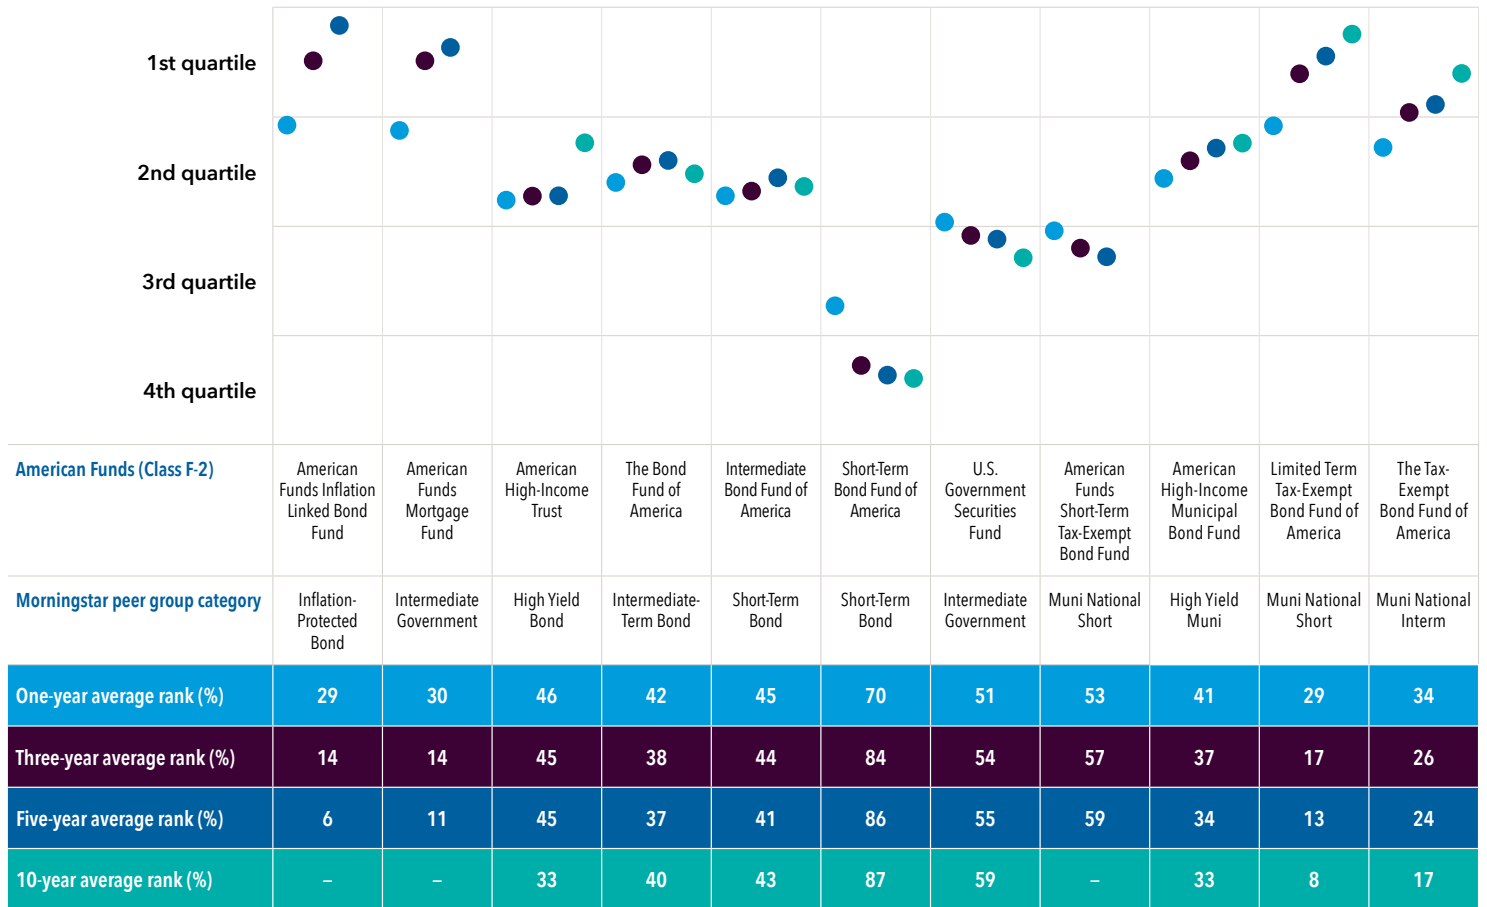 1st quartile
2nd quartile
3rd quartile
4th quartile
American Funds (Class F-2)
American
Funds Inflation
Linked Bond
Fund
American
Funds
Mortgage
Fund
American
High-Income
Trust
The Bond
Fund of
America
Intermediate
Bond Fund of
America
Short-Term
Bond Fund of
America
U.S.
Government
Securities
Fund
American
Funds
Short-Term
Tax-Exempt
Bond Fund
American
High-Income
Municipal
Bond Fund
Limited Term
Tax-Exempt
Bond Fund of
America
The Tax-
Exempt
Bond Fund of
America
Morningstar peer group category
Inflation-
Protected
Bond
Intermediate
Government
High Yield
Bond
Intermediate-
Term Bond
Short-Term
Bond
Short-Term
Bond
Intermediate
Government
Muni National
Short
High Yield
Muni
Muni National
Short
Muni National
Interm
One-year average rank (%) 29 30 46 42 45 70 51 53 41 29 34
Three-year average rank (%) 14 14 45 38 44 84 54 57 37 17 26
Five-year average rank (%) 6 11 45 37 41 86 55 59 34 13 24
10-year average rank (%) – – 33 40 43 87 59 – 33 8 17